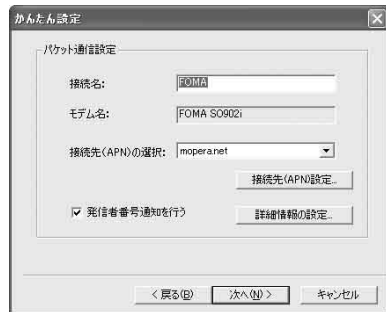 かんたん設定
パケット通信設定
接続名: FOMA
モデム名: FOMA SO902i
接続先(APN)の選択: mopera.net
接続先(APN)設定...
発信者番号通知を行う 詳細情報の設定...
<戻る(B) 次へ(N)> キャンセル